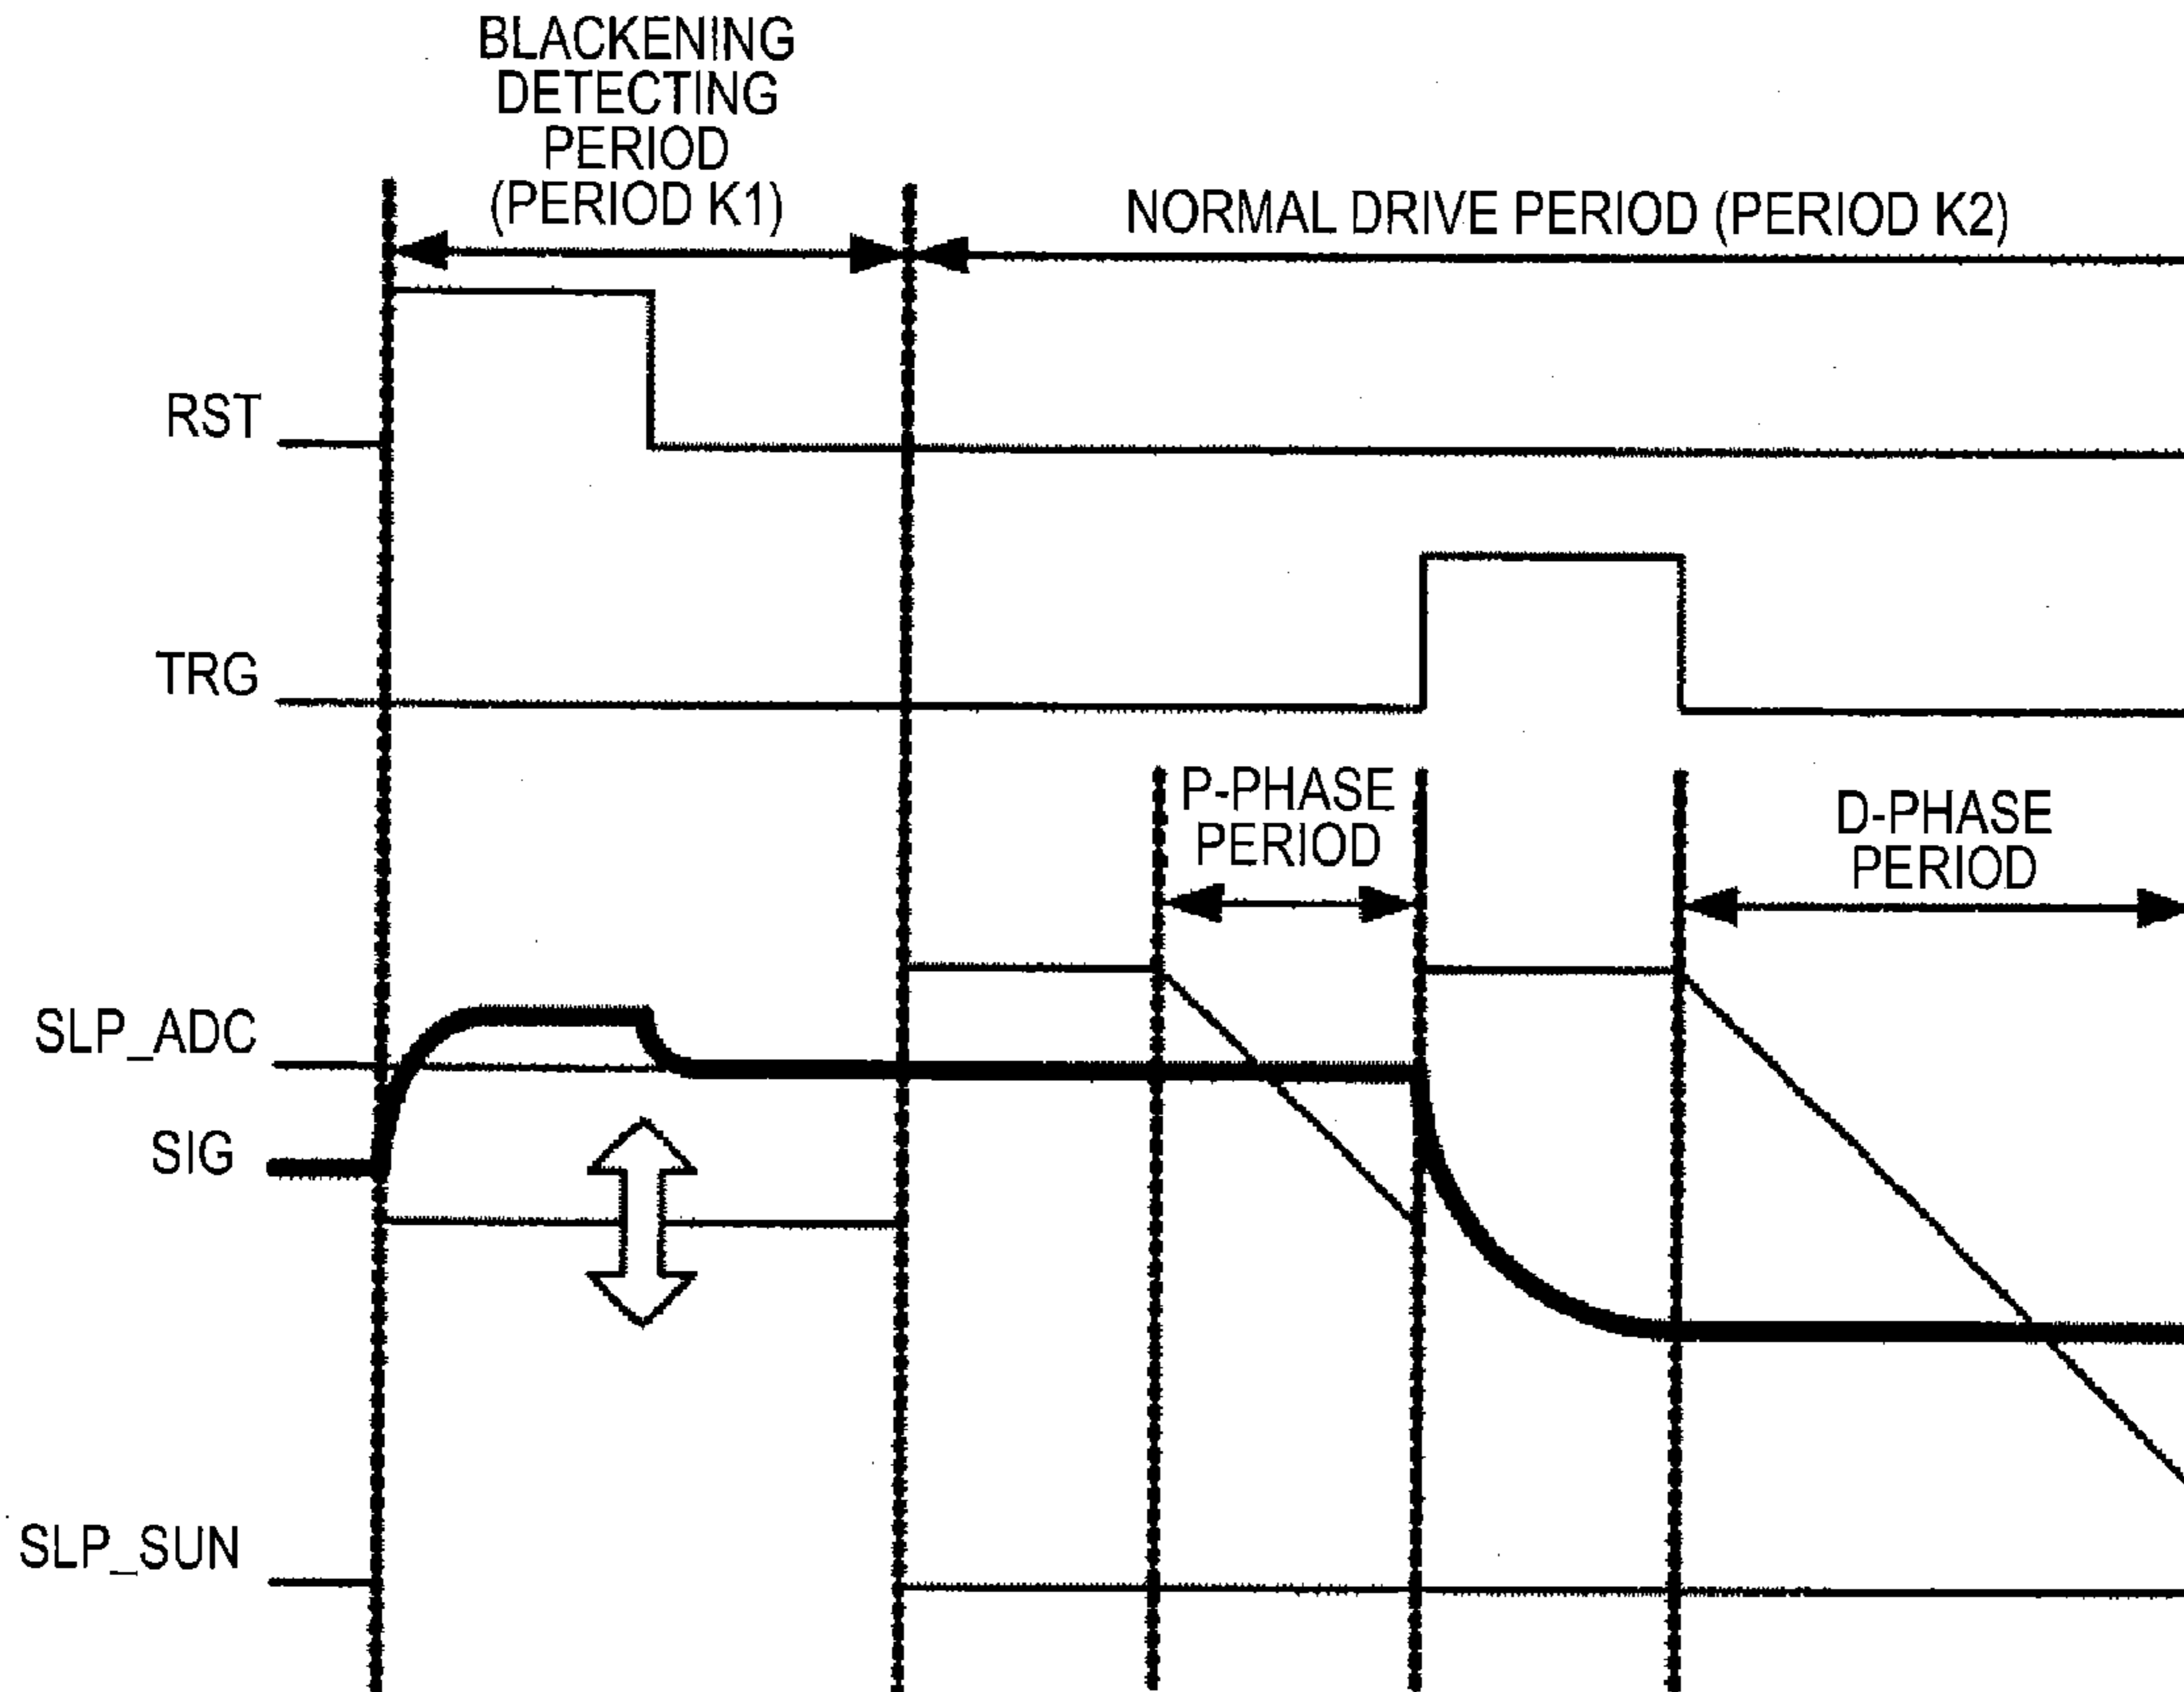 BLACKENING
DETECTING
PERIOD
(PERIOD K1)
NORMAL DRIVE PERIOD (PERIOD K2)
RST
TRG
P-PHASE
PERIOD
D-PHASE
PERIOD
SLP_ADC
SIG
SLP_SUN